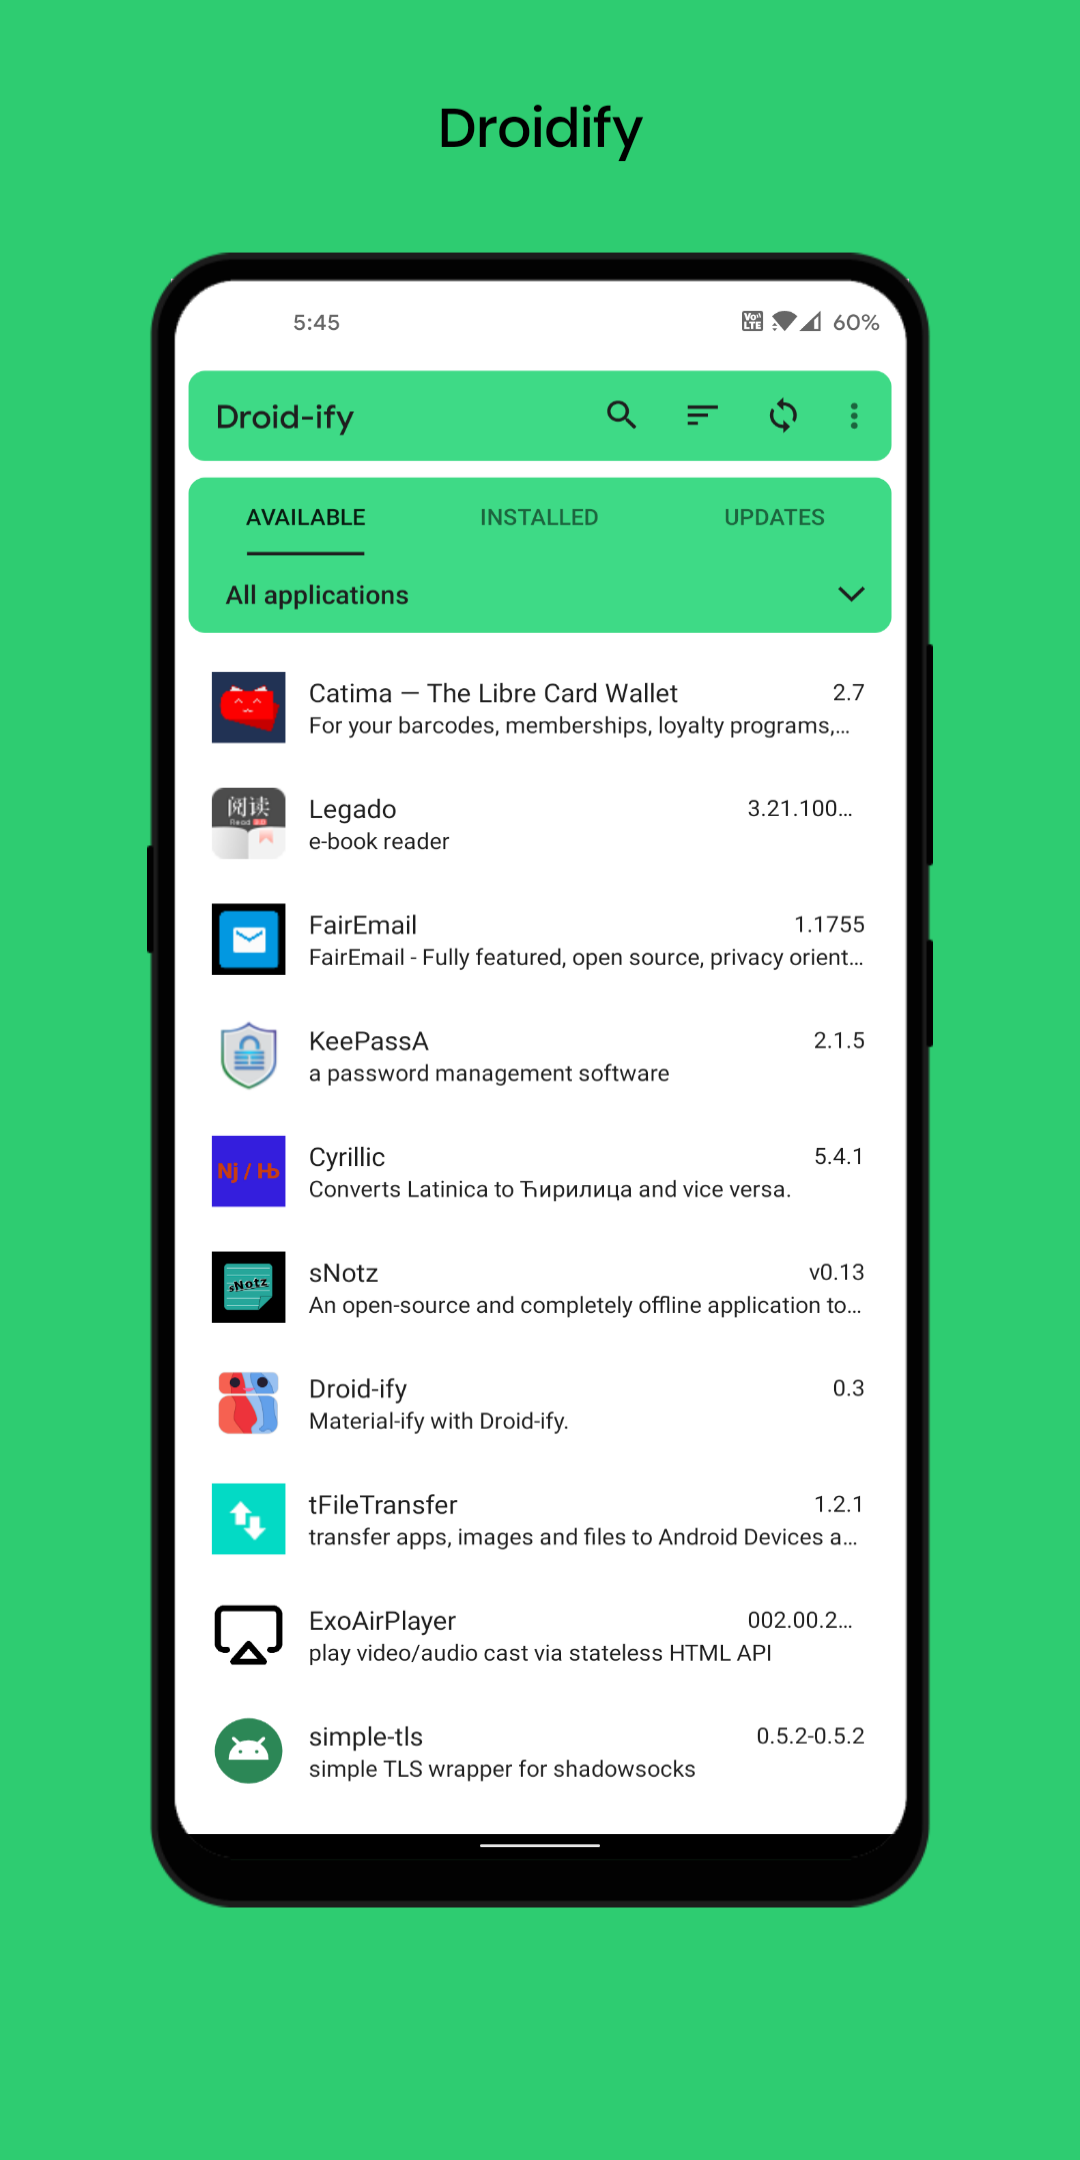 Droidify
5:45
Vo LTE
60%
Droid-ify
AVAILABLE
INSTALLED
UPDATES
All applications
Catima — The Libre Card Wallet
2.7
For your barcodes, memberships, loyalty programs,...
阅读
Read 3.0
Legado
3.21.100...
e-book reader
FairEmail
1.1755
FairEmail - Fully featured, open source, privacy orient...
KeePassA
2.1.5
a password management software
Nj / Њ
Cyrillic
5.4.1
Converts Latinica to Ћирилица and vice versa.
sNotz
sNotz
v0.13
An open-source and completely offline application to...
Droid-ify
0.3
Material-ify with Droid-ify.
tFileTransfer
1.2.1
transfer apps, images and files to Android Devices a...
ExoAirPlayer
002.00.2...
play video/audio cast via stateless HTML API
simple-tls
0.5.2-0.5.2
simple TLS wrapper for shadowsocks